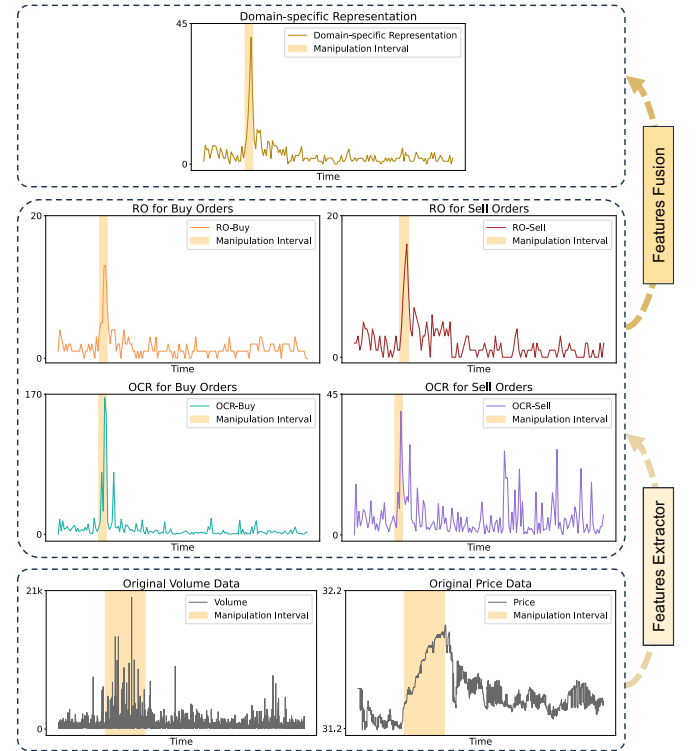 Domain-specific Representation
45
Domain-specific Representation
Manipulation Interval
0
Time
RO for Buy Orders
20
RO-Buy
Manipulation Interval
0
Time
RO for Sell Orders
20
RO-Sell
Manipulation Interval
0
Time
Features Fusion
OCR for Buy Orders
170
OCR-Buy
Manipulation Interval
0
Time
OCR for Sell Orders
45
OCR-Sell
Manipulation Interval
0
Time
Features Extractor
Original Volume Data
21k
Volume
Manipulation Interval
0
Time
Original Price Data
32.2
Price
Manipulation Interval
31.2
Time